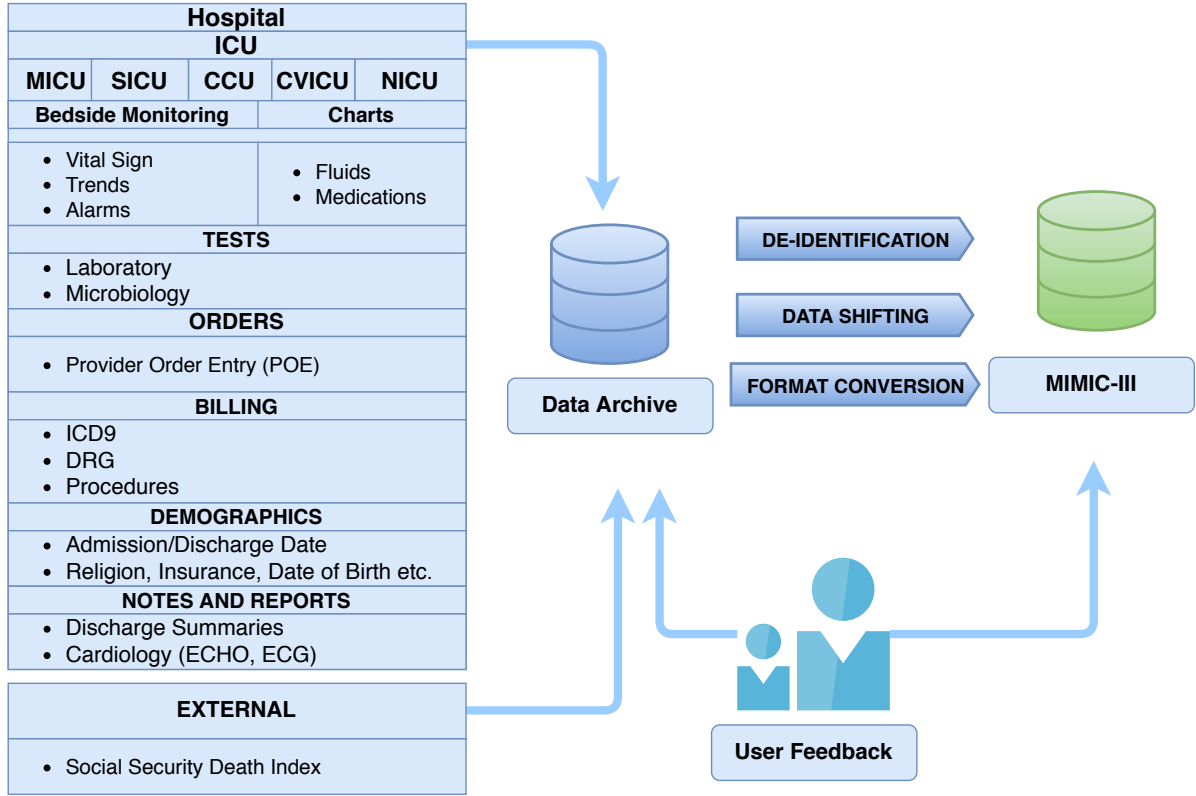 Hospital
ICU
MICU SICU CCU CVICU NICU
Bedside Monitoring Charts
• Vital Sign
• Trends
• Alarms
• Fluids
• Medications
TESTS
• Laboratory
• Microbiology
ORDERS
• Provider Order Entry (POE)
BILLING
• ICD9
• DRG
• Procedures
DEMOGRAPHICS
• Admission/Discharge Date
• Religion, Insurance, Date of Birth etc.
NOTES AND REPORTS
• Discharge Summaries
• Cardiology (ECHO, ECG)
EXTERNAL
• Social Security Death Index
Data Archive
DE-IDENTIFICATION
DATA SHIFTING
FORMAT CONVERSION
MIMIC-III
User Feedback